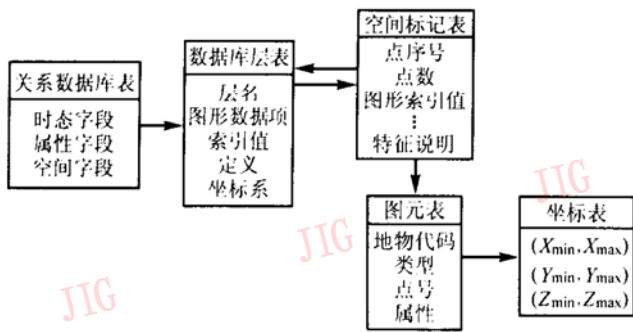 关系数据库表
时态字段
属性字段
空间字段
数据库层表
层名
图形数据项
索引值
定义
坐标系
空间标记表
点序号
点数
图形索引值
⋮
特征说明
图元表
地物代码
类型
点号
属性
坐标表
(Xmin,Xmax)
(Ymin,Ymax)
(Zmin,Zmax)
JIG
JIG
JIG